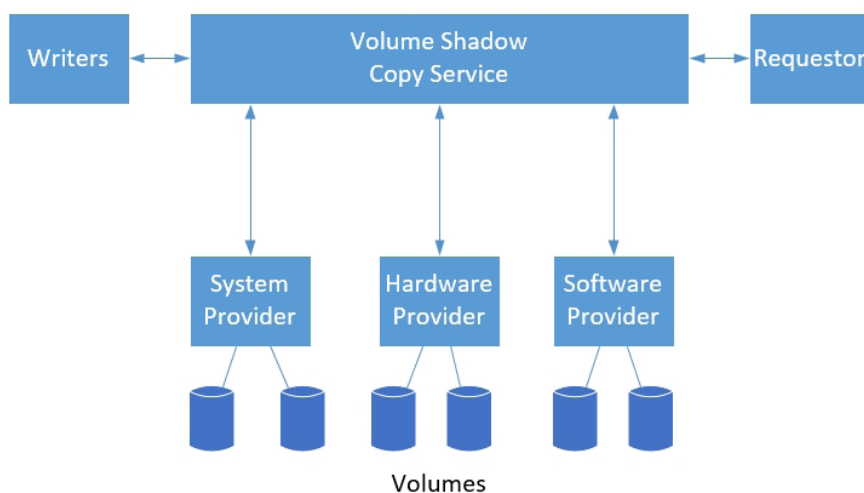 Writers
Volume Shadow
Copy Service
Requestor
System
Provider
Hardware
Provider
Software
Provider
Volumes